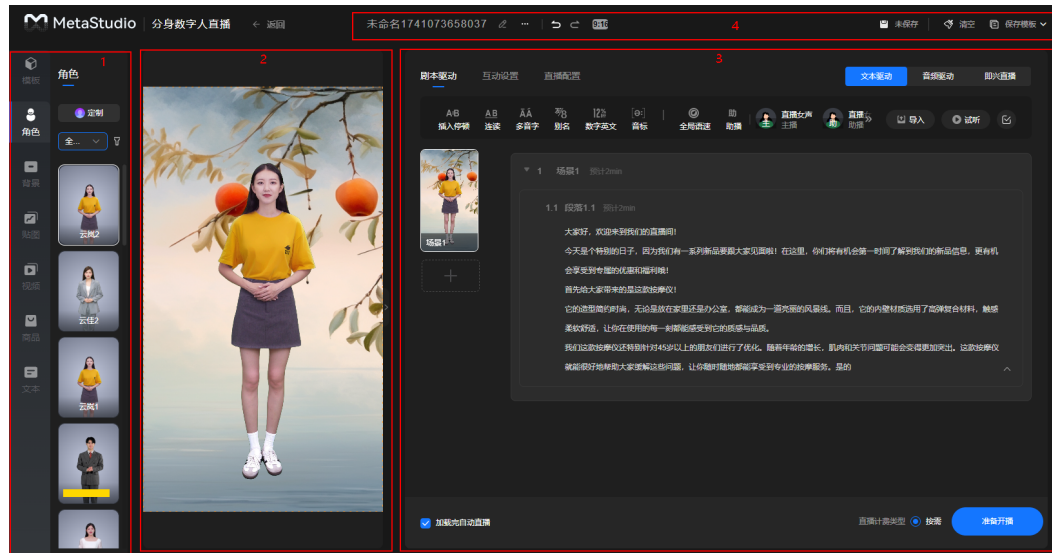 MetaStudio 分身数字人直播 ← 返回
未命名1741073658037 ... 9:16 4 未保存 清空 保存模板
1
2
3
模板
角色
背景
贴图
视频
商品
文本
角色
定制
全...
云岚2
云佳2
云岚1
剧本驱动 互动设置 直播配置
文本驱动 音频驱动 即兴直播
插入停顿 连读 多音字 别名 数字英文 音标 全局语速 助播 直播女声 主播 直播 助播 导入 试听
场景1
1 场景1 预计2min
1.1 段落1.1 预计2min
大家好，欢迎来到我们的直播间！
今天是个特别的日子，因为我们有一系列新品要跟大家见面啦！在这里，你们将有机会第一时间了解到我们的新品信息，更有机
会享受到专属的优惠和福利哦！
首先给大家带来的是这款按摩仪！
它的造型简约时尚，无论是放在家里还是办公室，都能成为一道亮丽的风景线。而且，它的内壁材质选用了高弹复合材料，触感
柔软舒适，让你在使用的每一刻都能感受到它的质感与品质。
我们这款按摩仪还特别针对45岁以上的朋友们进行了优化。随着年龄的增长，肌肉和关节问题可能会变得更加突出。这款按摩仪
就能很好地帮助大家缓解这些问题，让你随时随地都能享受到专业的按摩服务。是的
加载完自动直播
直播计费类型 按需 准备开播